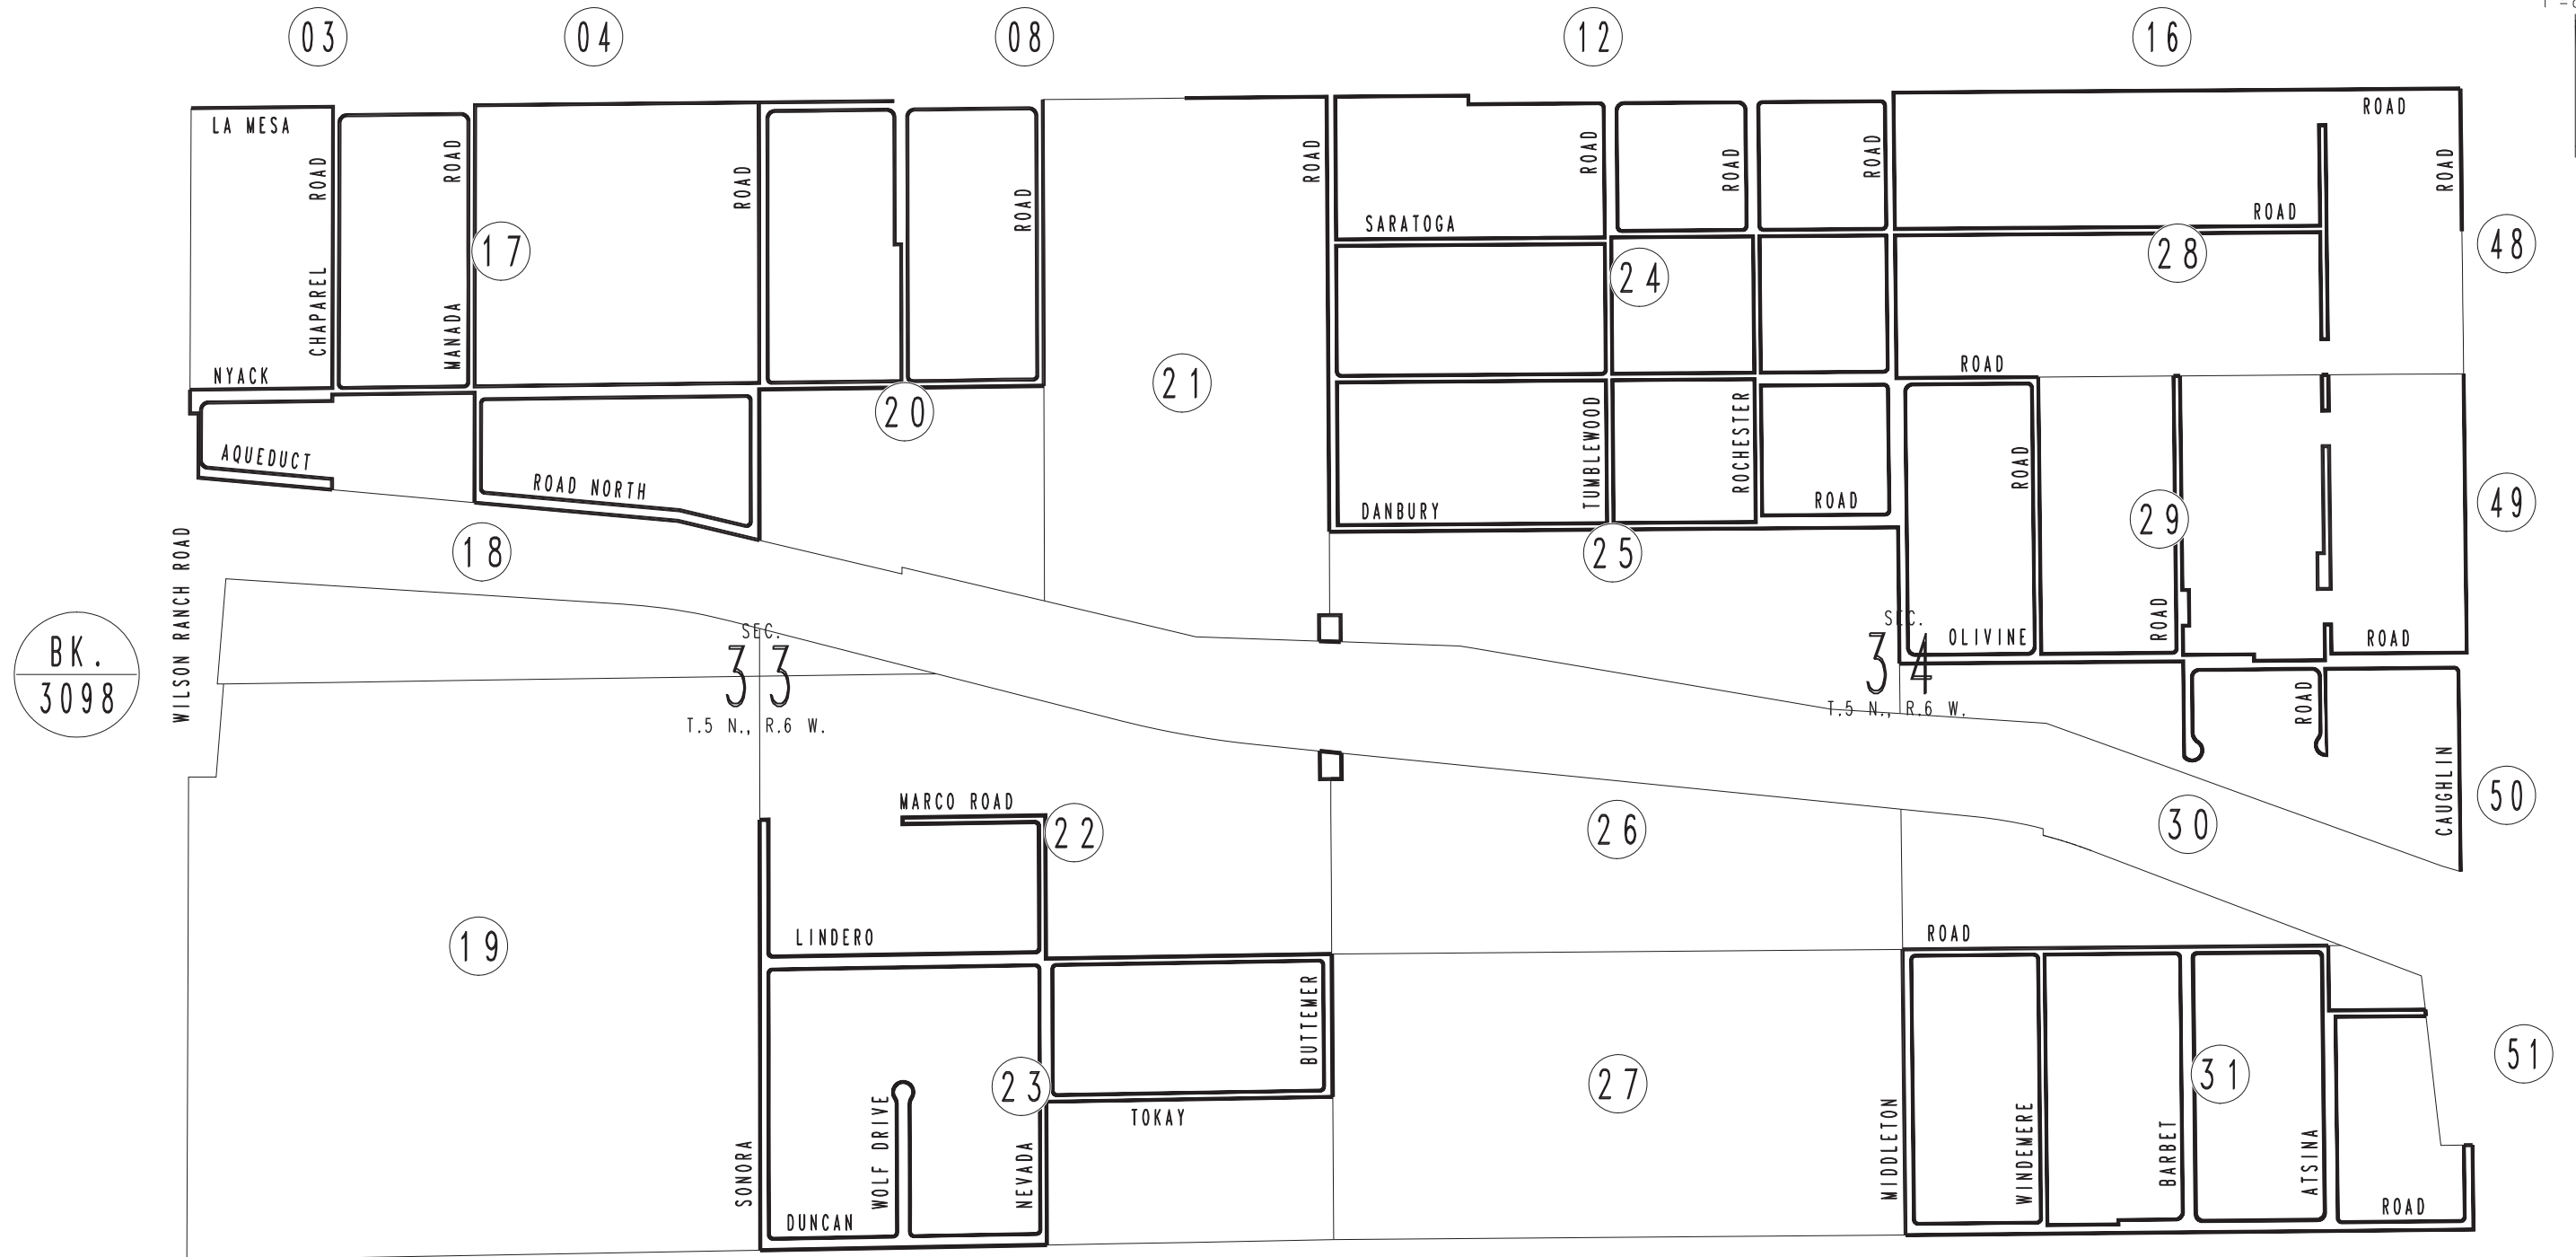 03
04
08
12
16
LA MESA
ROAD
ROAD
ROAD
ROAD
ROAD
ROAD
ROAD
ROAD
ROAD
ROAD
ROAD
SARATOGA
17
24
28
48
CHAPAREL
MANADA
NYACK
ROAD
21
20
AQUEDUCT
ROAD NORTH
TUMBLEWOOD
ROCHESTER
DANBURY
ROAD
ROAD
18
25
29
49
WILSON RANCH ROAD
BK.
3098
SEC.
33
T.5 N., R.6 W.
SEC.
34
T.5 N., R.6 W.
OLIVINE
ROAD
ROAD
ROAD
CAUGHLIN
MARCO ROAD
22
26
30
50
LINDERO
ROAD
19
BUTTEMER
23
27
31
51
TOKAY
SONORA
WOLF DRIVE
NEVADA
DUNCAN
MIDDLETON
WINDEMERE
BARBET
ATSINA
ROAD